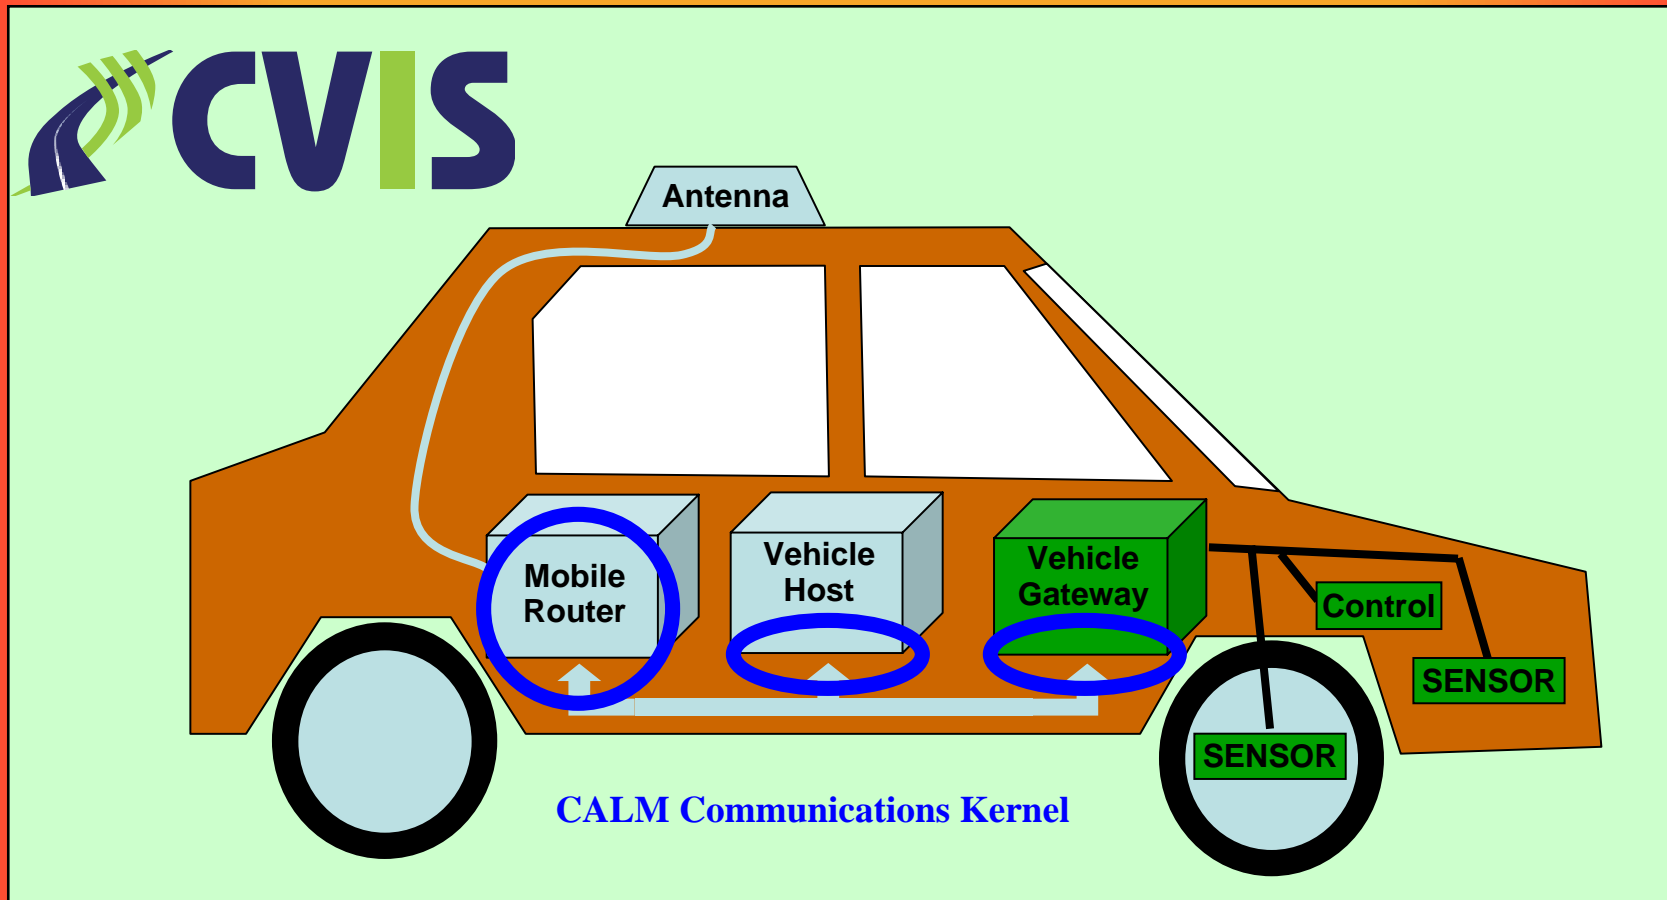 CVIS
Antenna
Mobile
Router
Vehicle
Host
Vehicle
Gateway
Control
SENSOR
SENSOR
CALM Communications Kernel